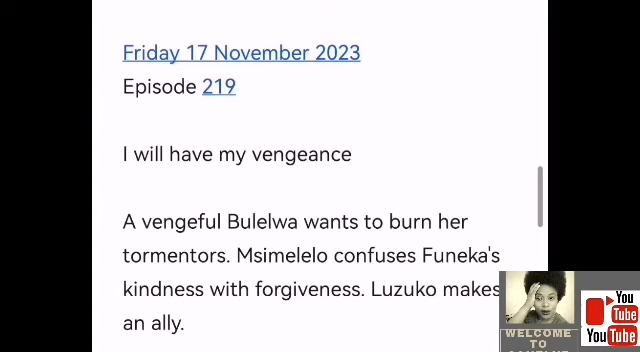 Friday 17 November 2023
Episode 219
I will have my vengeance
A vengeful Bulelwa wants to burn her
tormentors. Msimelelo confuses Funeka's
kindness with forgiveness. Luzuko makes
an ally.
You
Tube
YouTube
WELCOME
TO